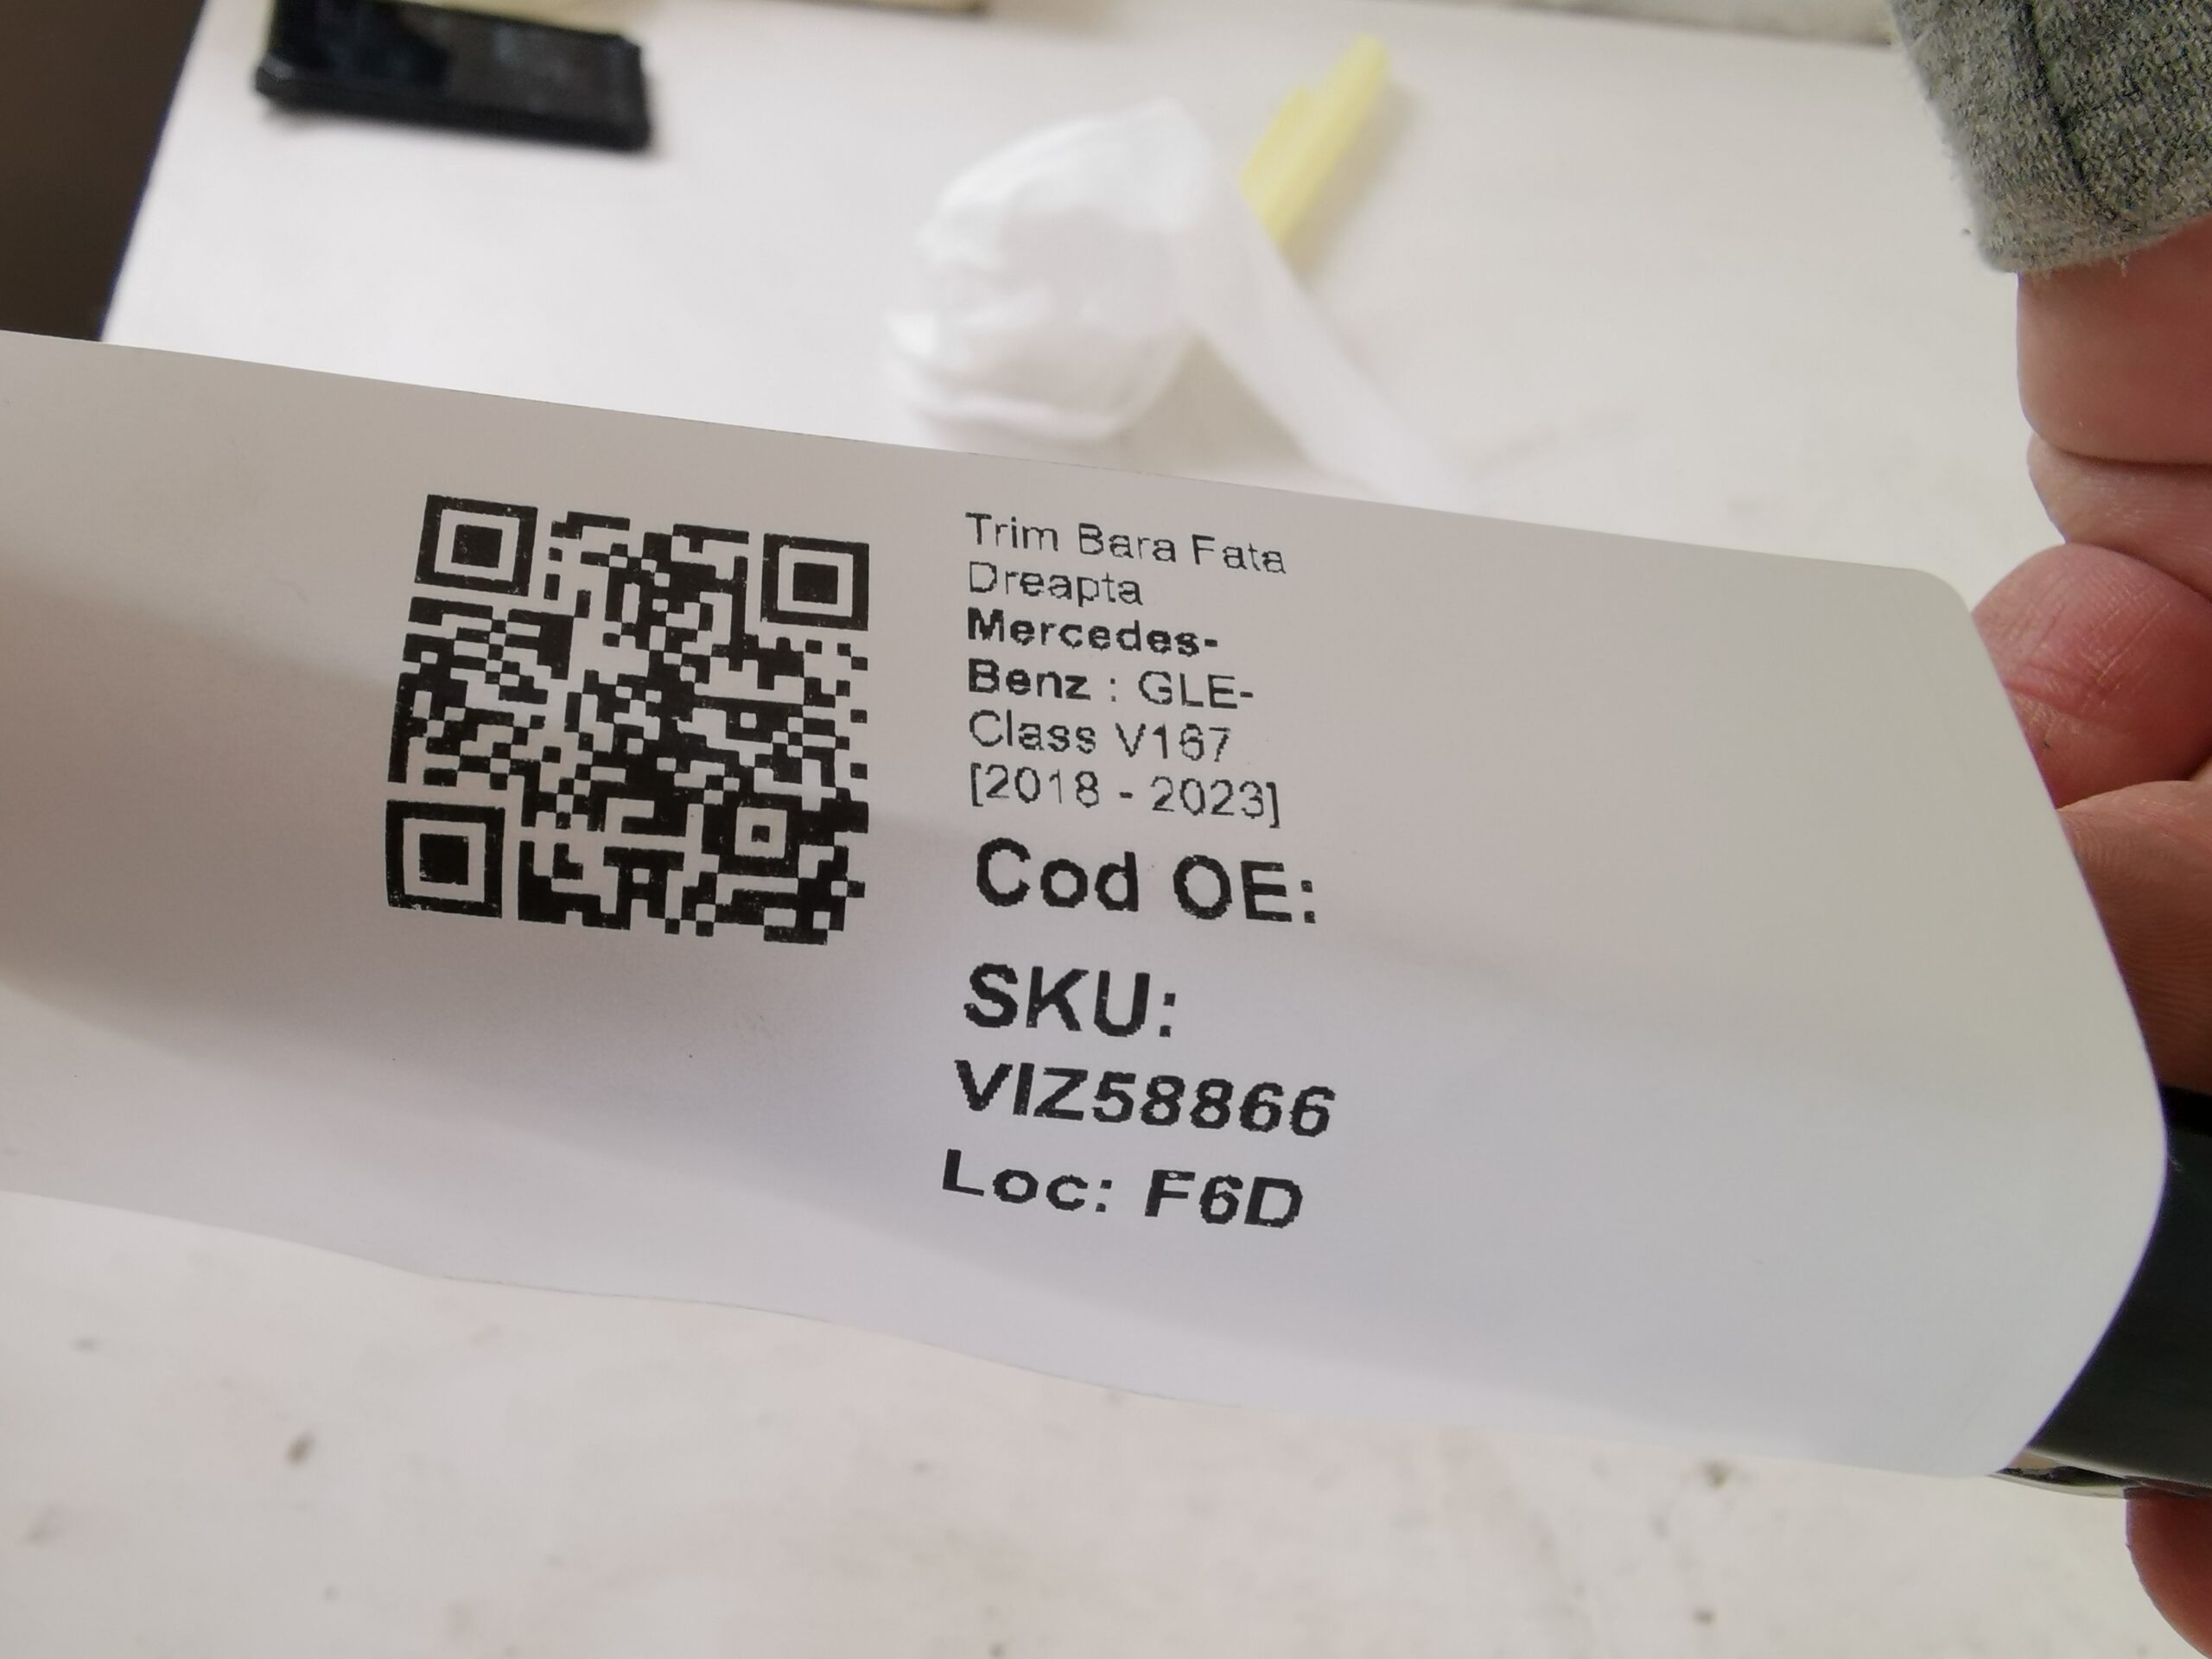 Trim Bara Fata
Dreapta
Mercedes-
Benz : GLE-
Class V167
[2018 - 2023]
Cod OE:
SKU:
VIZ58866
Loc: F6D